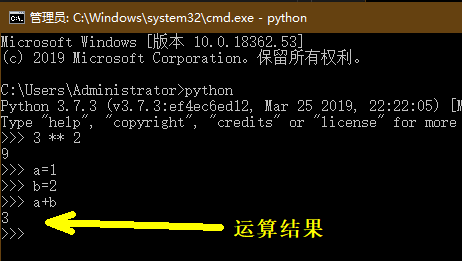 管理员: C:\Windows\system32\cmd.exe - python
Microsoft Windows [版本 10.0.18362.53]
(c) 2019 Microsoft Corporation。保留所有权利。
C:\Users\Administrator>python
Python 3.7.3 (v3.7.3:ef4ec6ed12, Mar 25 2019, 22:22:05) [M
Type "help", "copyright", "credits" or "license" for more
>>> 3 ** 2
9
>>> a=1
>>> b=2
>>> a+b
3
>>>
运算结果